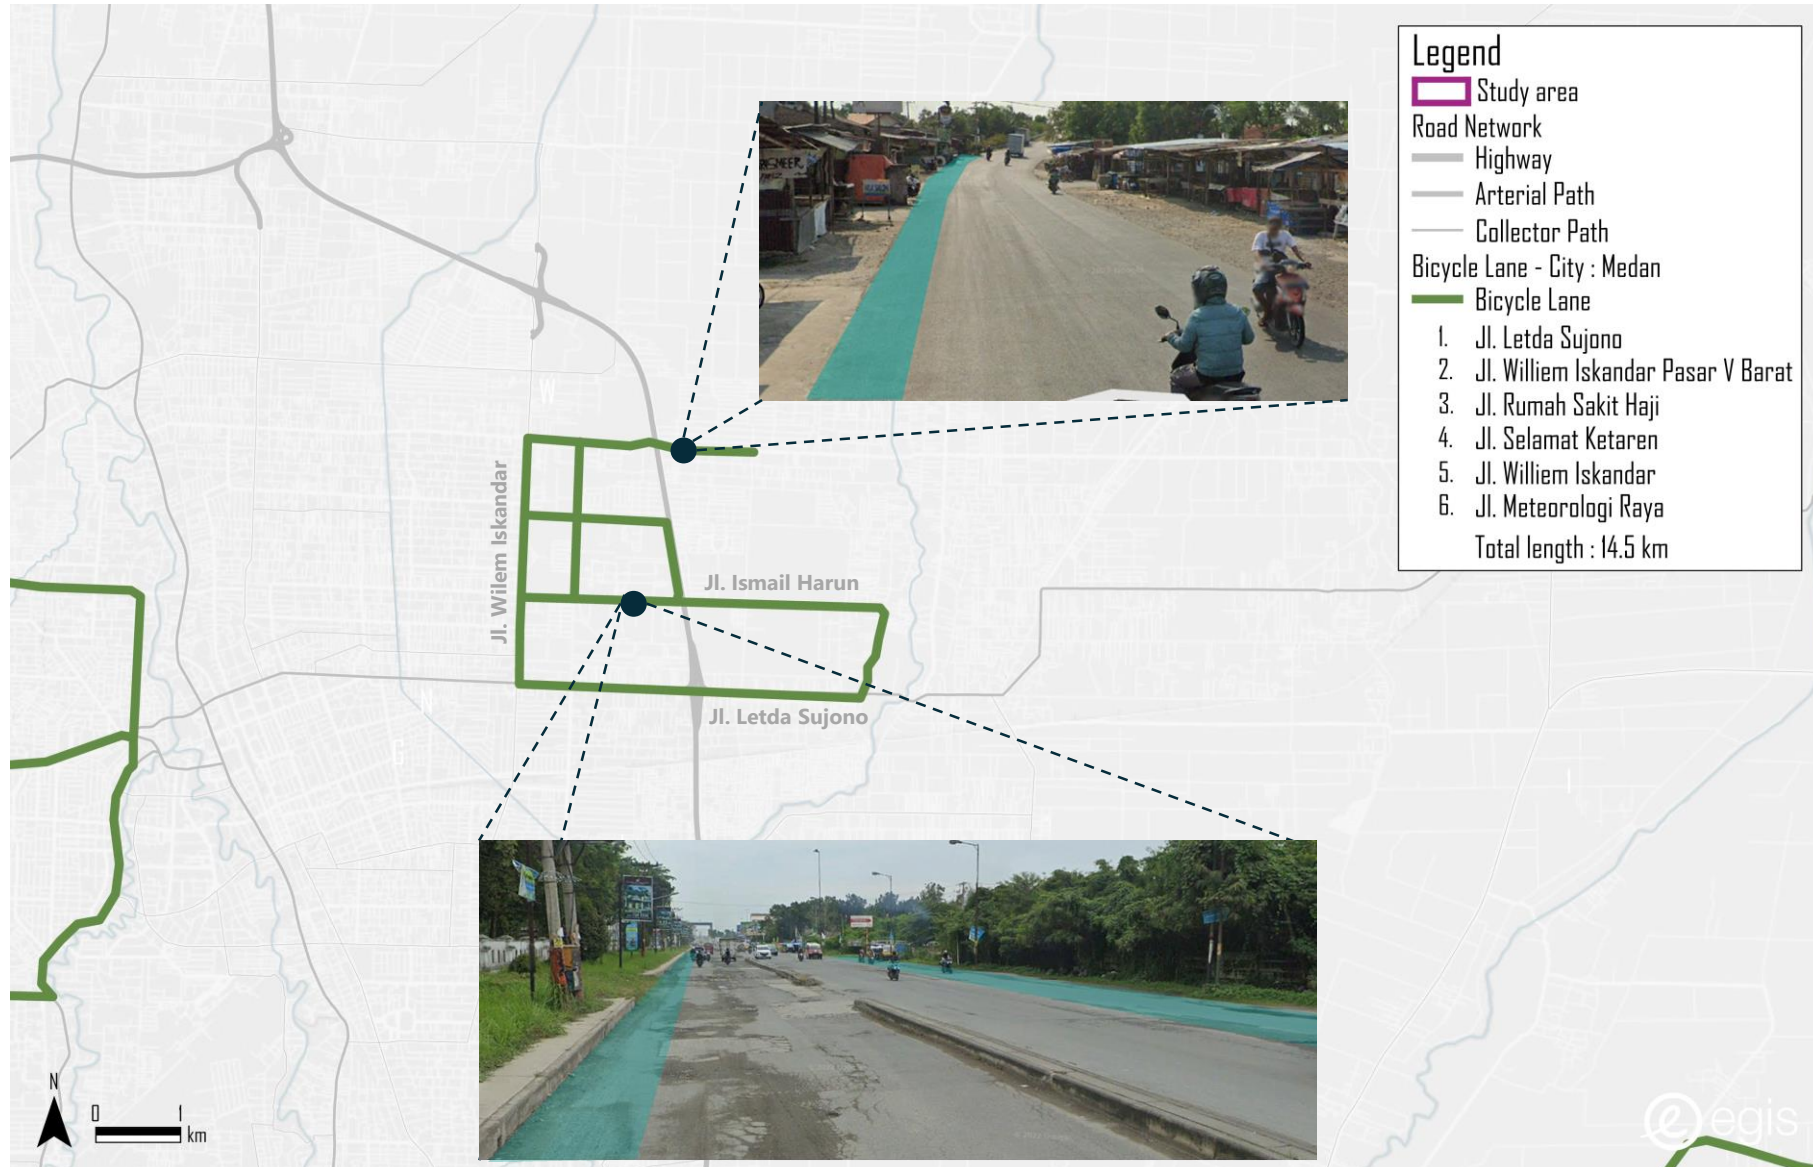 Legend
Study area
Road Network
Highway
Arterial Path
Collector Path
Bicycle Lane - City : Medan
Bicycle Lane
1. Jl. Letda Sujono
2. Jl. Williem Iskandar Pasar V Barat
3. Jl. Rumah Sakit Haji
4. Jl. Selamat Ketaren
5. Jl. Williem Iskandar
6. Jl. Meteorologi Raya
Total length : 14.5 km
W
Jl. Wilem Iskandar
Jl. Ismail Harun
Jl. Letda Sujono
N
G
N
0 1
km
egis